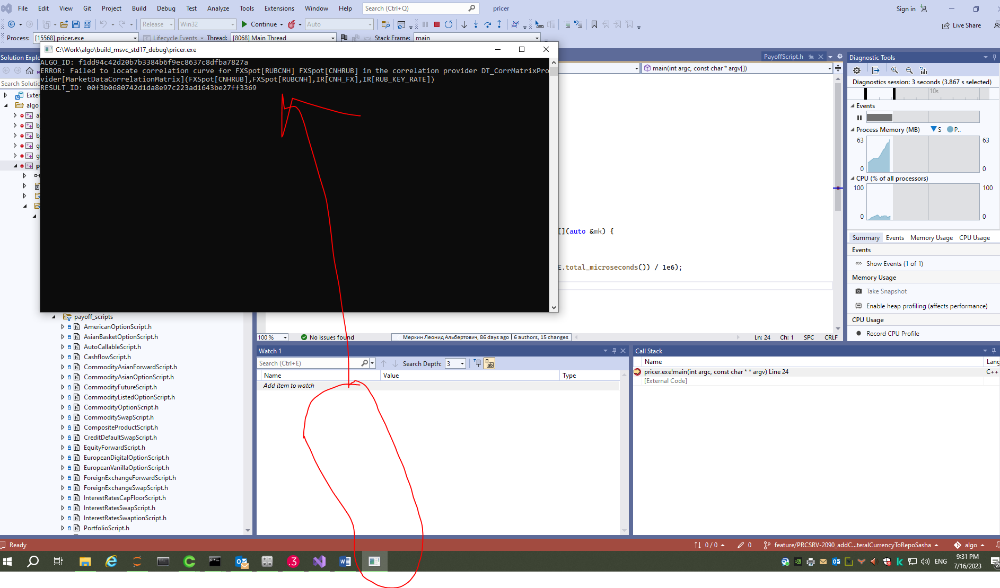 File Edit View Git Project Build Debug Test Analyze Tools Extensions Window Help Search (Ctrl+Q) pricer Sign in
Release Win32 Continue Auto Live Share
Process: [15568] pricer.exe Lifecycle Events Thread: [8068] Main Thread Stack Frame: main
C:\Work\algo\build_msvc_std17_debug\pricer.exe
ALGO_ID: f1dd94c42d20b7b3384b6f9ec8637c8dfba7827a
ERROR: Failed to locate correlation curve for FXSpot[RUBCNH] FXSpot[CNHRUB] in the correlation provider DT_CorrMatrixPro
vider[MarketDataCorrelationMatrix](FXSpot[CNHRUB],FXSpot[RUBCNH],IR[CNH_FX],IR[RUB_KEY_RATE])
RESULT_ID: 00f3b0680742d1da8e97c223ad1643be27ff3369
Solution Explo
Search Solutio
Exter
algo
a
b
b
g
g
p
payoff_scripts
AmericanOptionScript.h
AsianBasketOptionScript.h
AutoCallableScript.h
CashflowScript.h
CommodityAsianForwardScript.h
CommodityAsianOptionScript.h
CommodityFutureScript.h
CommodityListedOptionScript.h
CommodityOptionScript.h
CommoditySwapScript.h
CompositeProductScript.h
CreditDefaultSwapScript.h
EquityForwardScript.h
EuropeanDigitalOptionScript.h
EuropeanVanillaOptionScript.h
ForeignExchangeForwardScript.h
ForeignExchangeSwapScript.h
InterestRatesCapFloorScript.h
InterestRatesSwapScript.h
InterestRatesSwaptionScript.h
PortfolioScript.h
PayoffScript.h
main(int argc, const char * argv[])
[](auto &mk) {
E.total_microseconds()) / 1e6);
100 % No issues found Меркин Леонид Альбертович, 86 days ago | 6 authors, 15 changes Ln: 24 Ch: 1 SPC CRLF
Watch 1
Search (Ctrl+E) Search Depth: 3
Name Value Type
Add item to watch
Call Stack
Name Lang
pricer.exe!main(int argc, const char * * argv) Line 24 C++
[External Code]
Diagnostic Tools
Diagnostics session: 3 seconds (3.867 s selected)
10s
Events
Process Memory (MB) S P..
63 63
0 0
CPU (% of all processors)
100 100
0 0
Summary Events Memory Usage CPU Usage
Events
Show Events (1 of 1)
Memory Usage
Take Snapshot
Enable heap profiling (affects performance)
CPU Usage
Record CPU Profile
Ready 0 / 0 0 feature/PRCSRV-2090_addC...teralCurrencyToRepoSasha algo
.3 ENG 9:31 PM
7/16/2023